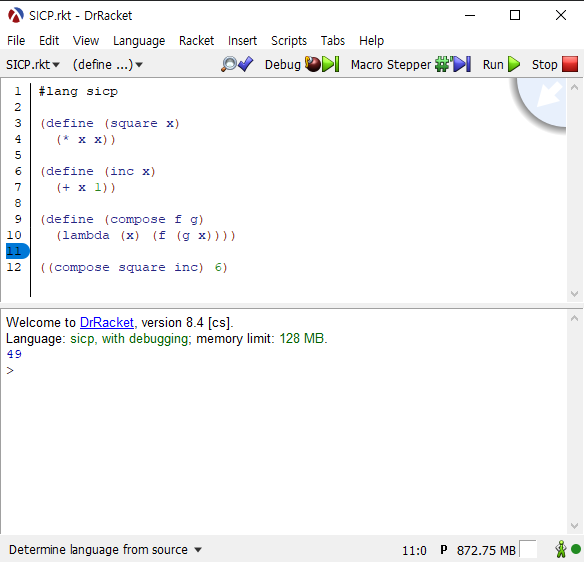 SICP.rkt - DrRacket
File Edit View Language Racket Insert Scripts Tabs Help
SICP.rkt▾ (define ...)▾ Debug Macro Stepper Run Stop
1 #lang sicp
2
3 (define (square x)
4   (* x x))
5
6 (define (inc x)
7   (+ x 1))
8
9 (define (compose f g)
10   (lambda (x) (f (g x))))
11
12 ((compose square inc) 6)
Welcome to DrRacket, version 8.4 [cs].
Language: sicp, with debugging; memory limit: 128 MB.
49
>
Determine language from source ▾ 11:0 P 872.75 MB